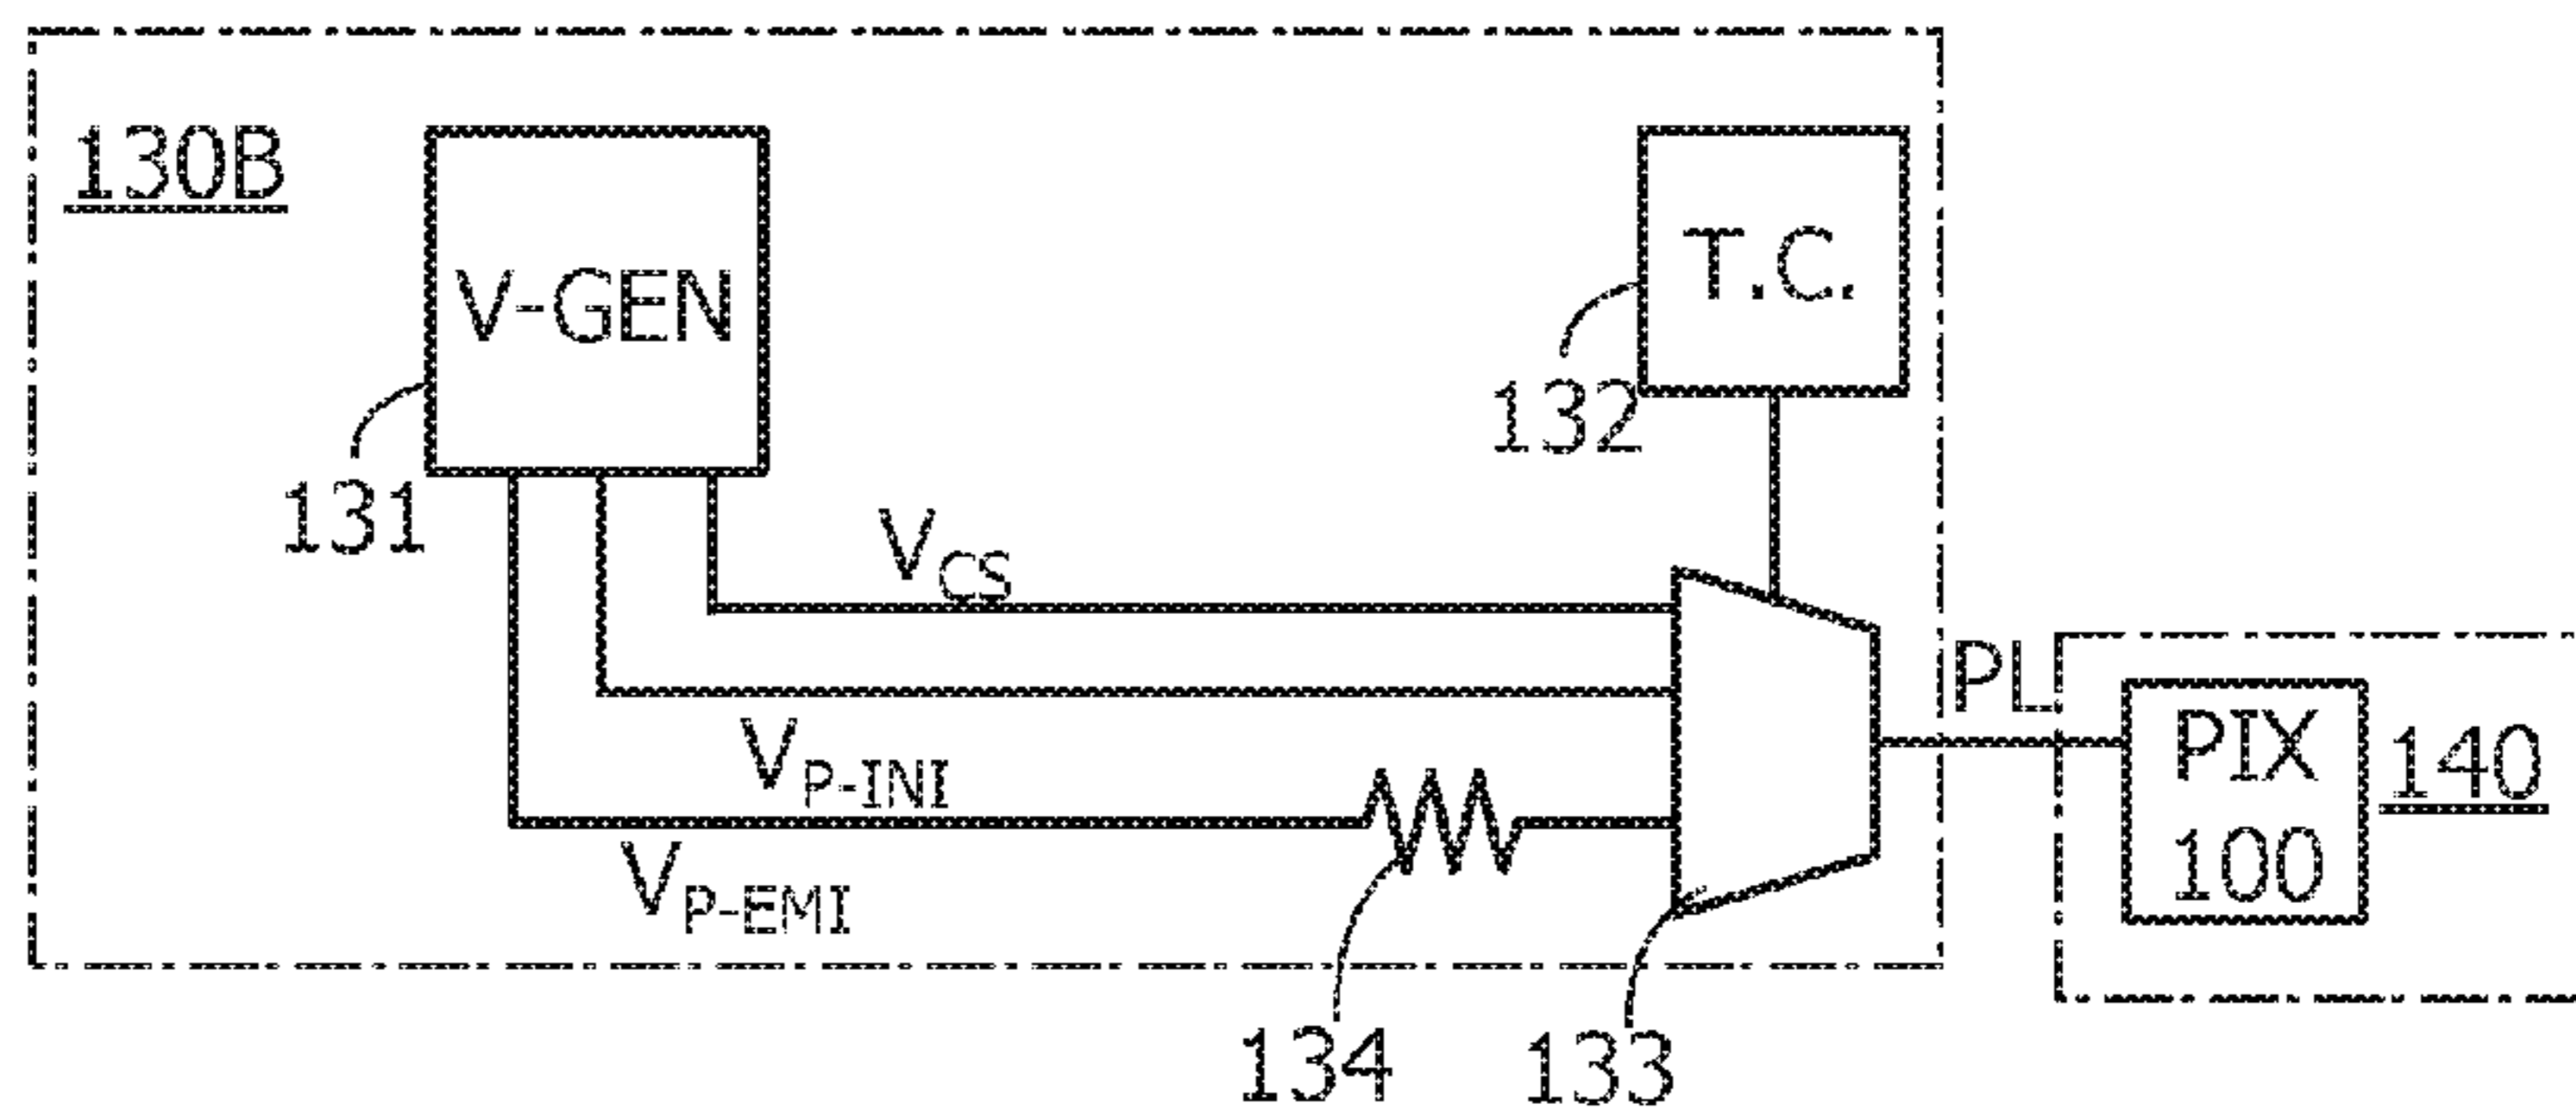 130B
V-GEN
T.C.
131
132
VCS
VP-INI
VP-EMI
PL
PIX
100
140
134
133